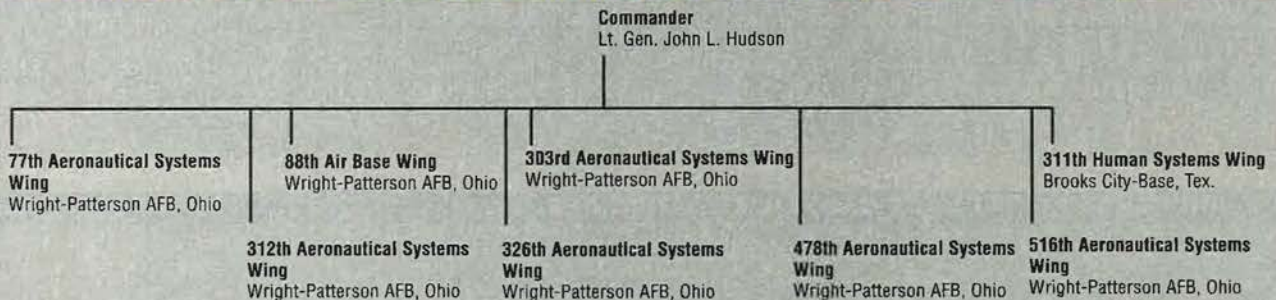 Commander
Lt. Gen. John L. Hudson
77th Aeronautical Systems
Wing
Wright-Patterson AFB, Ohio
88th Air Base Wing
Wright-Patterson AFB, Ohio
303rd Aeronautical Systems Wing
Wright-Patterson AFB, Ohio
311th Human Systems Wing
Brooks City-Base, Tex.
312th Aeronautical Systems
Wing
Wright-Patterson AFB, Ohio
326th Aeronautical Systems
Wing
Wright-Patterson AFB, Ohio
478th Aeronautical Systems
Wing
Wright-Patterson AFB, Ohio
516th Aeronautical Systems
Wing
Wright-Patterson AFB, Ohio